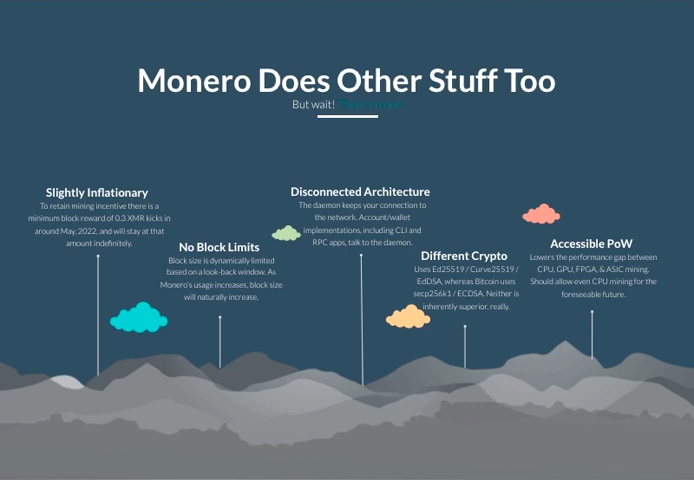 Monero Does Other Stuff Too
But wait! There's more!
Slightly Inflationary
To retain mining incentive there is a
minimum block reward of 0.3 XMR kicks in
around May, 2022, and will stay at that
amount indefinitely.
No Block Limits
Block size is dynamically limited
based on a look-back window. As
Monero's usage increases, block size
will naturally increase.
Disconnected Architecture
The daemon keeps your connection to
the network. Account/wallet
implementations, including CLI and
RPC apps, talk to the daemon.
Different Crypto
Uses Ed25519 / Curve25519 /
EdDSA, whereas Bitcoin uses
secp256k1 / ECDSA. Neither is
inherently superior, really.
Accessible PoW
Lowers the performance gap between
CPU, GPU, FPGA, & ASIC mining.
Should allow even CPU mining for the
foreseeable future.